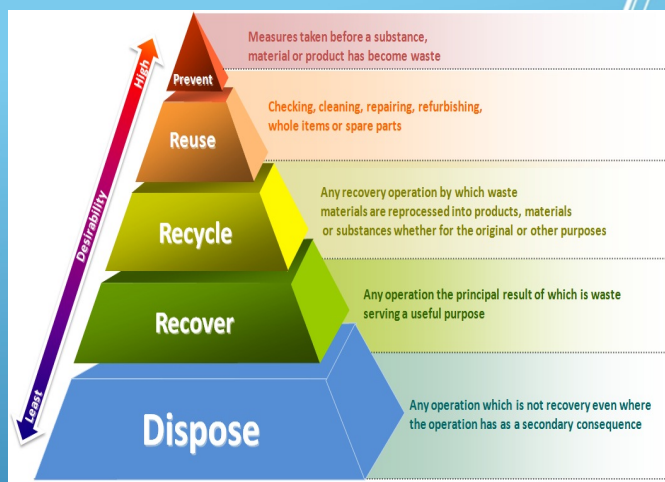 High
Desirability
Least
Prevent
Measures taken before a substance,
material or product has become waste
Reuse
Checking, cleaning, repairing, refurbishing,
whole items or spare parts
Recycle
Any recovery operation by which waste
materials are reprocessed into products, materials
or substances whether for the original or other purposes
Recover
Any operation the principal result of which is waste
serving a useful purpose
Dispose
Any operation which is not recovery even where
the operation has as a secondary consequence